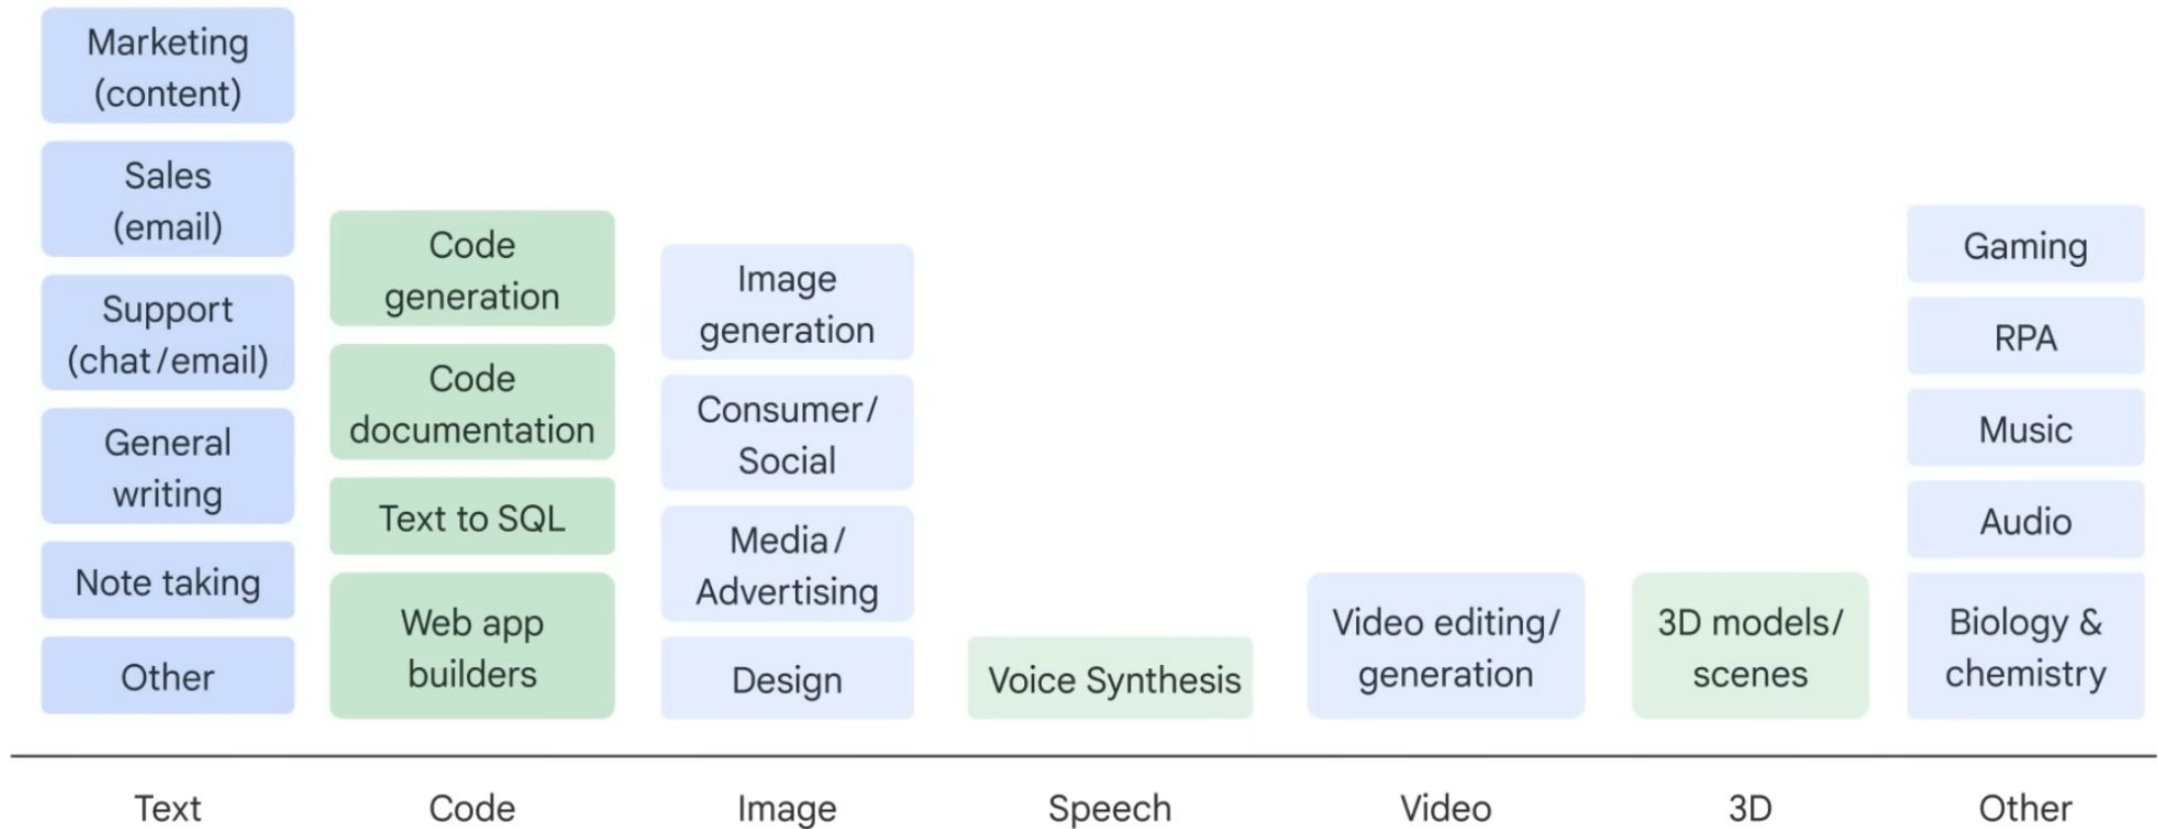 Marketing
(content)
Sales
(email)
Support
(chat/email)
General
writing
Note taking
Other
Code
generation
Code
documentation
Text to SQL
Web app
builders
Image
generation
Consumer/
Social
Media/
Advertising
Design
Voice Synthesis
Video editing/
generation
3D models/
scenes
Gaming
RPA
Music
Audio
Biology &
chemistry
Text
Code
Image
Speech
Video
3D
Other